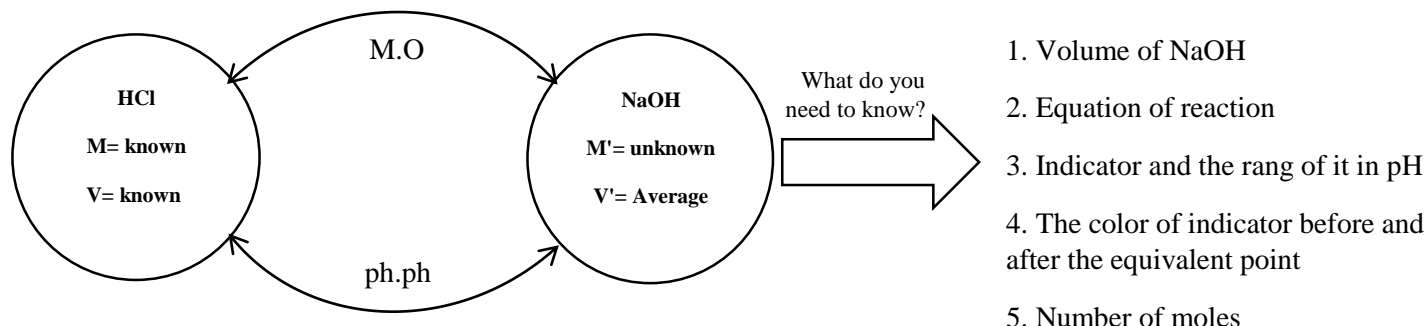 M.O
HCl
M= known
V= known
NaOH
M'= unknown
V'= Average
ph.ph
What do you
need to know?
1. Volume of NaOH
2. Equation of reaction
3. Indicator and the rang of it in pH
4. The color of indicator before and
after the equivalent point
5. Number of moles